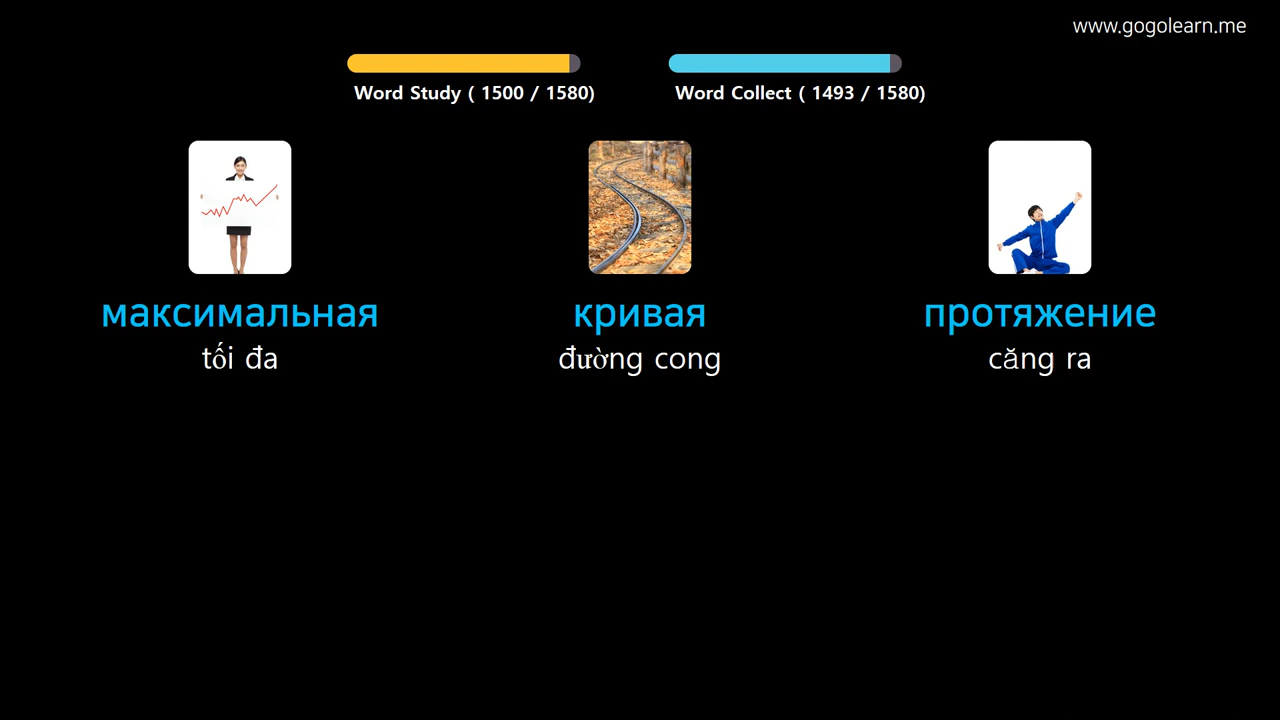 www.gogolearn.me
Word Study ( 1500 / 1580)
Word Collect ( 1493 / 1580)
максимальная
кривая
протяжение
tối đa
đường cong
căng ra